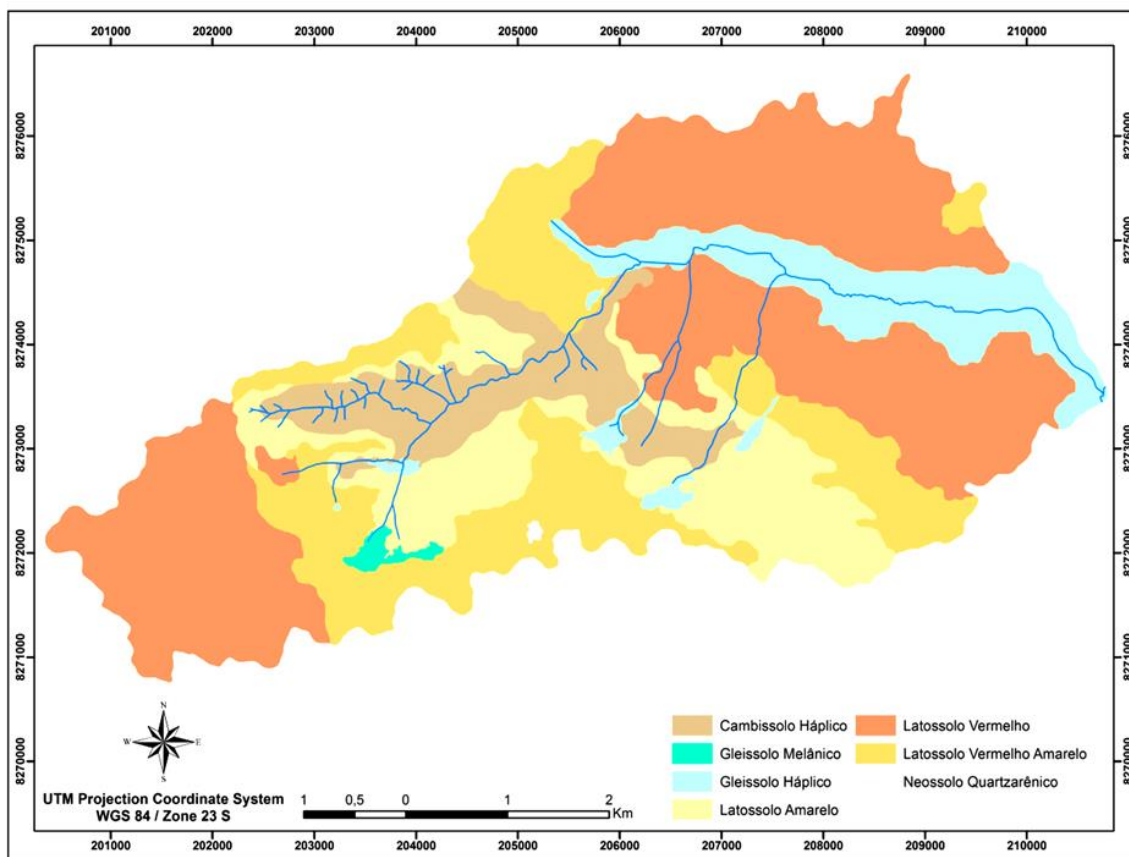 201000 202000 203000 204000 205000 206000 207000 208000 209000 210000
8276000 8276000
8275000 8275000
8274000 8274000
8273000 8273000
8272000 8272000
8271000 8271000
8270000 8270000
N
W E
S
UTM Projection Coordinate System
WGS 84 / Zone 23 S
1 0,5 0 1 2
Km
Cambissolo Háplico
Gleissolo Melânico
Gleissolo Háplico
Latossolo Amarelo
Latossolo Vermelho
Latossolo Vermelho Amarelo
Neossolo Quartzarênico
201000 202000 203000 204000 205000 206000 207000 208000 209000 210000